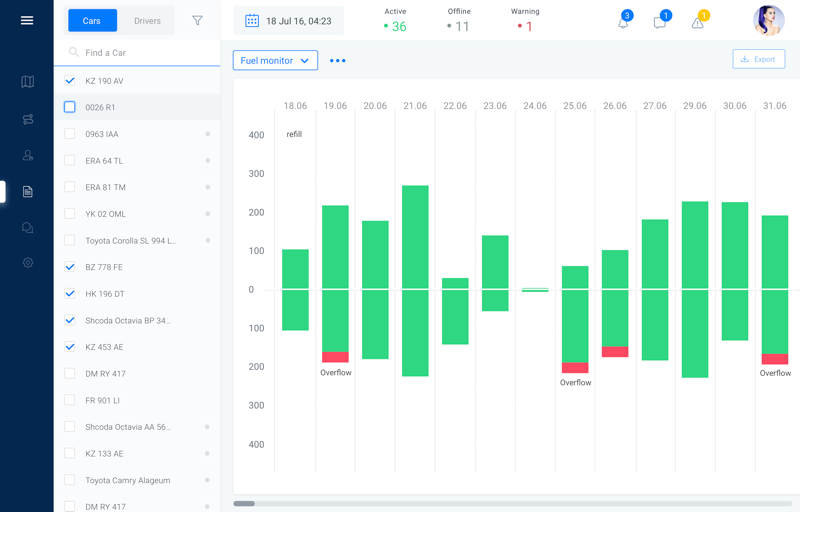 Cars
Drivers
18 Jul 16, 04:23
Active
36
Offline
11
Warning
1
3
1
1
Find a Car
Fuel monitor
Export
KZ 190 AV
0026 R1
0963 IAA
ERA 64 TL
ERA 81 TM
YK 02 OML
Toyota Corolla SL 994 L...
BZ 778 FE
HK 196 DT
Shcoda Octavia BP 34...
KZ 453 AE
DM RY 417
FR 901 LI
Shcoda Octavia AA 56...
KZ 133 AE
Toyota Camry Alageum
DM RY 417
18.06 19.06 20.06 21.06 22.06 23.06 24.06 25.06 26.06 27.06 29.06 30.06 31.06
400
refill
300
200
100
0
100
200
Overflow
Overflow
Overflow
300
400